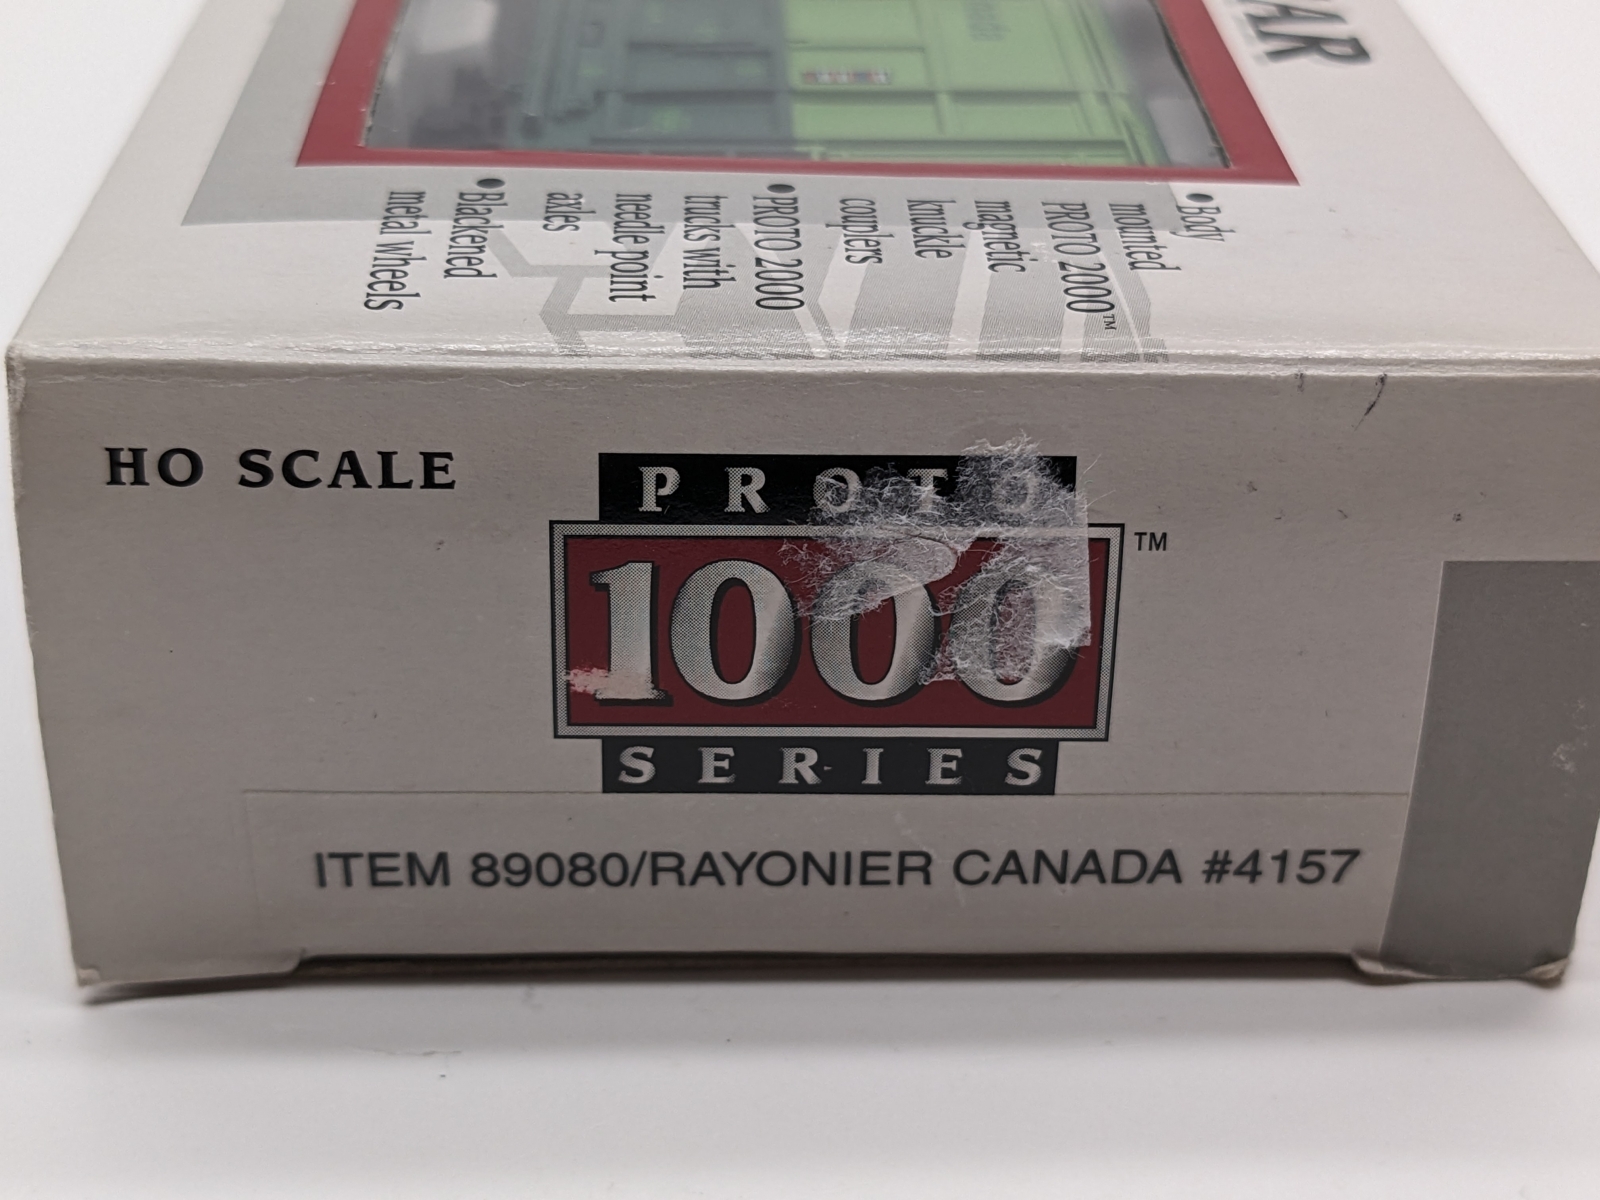 • Body
mounted
PROTO 2000™
magnetic
knuckle
couplers
• PROTO 2000
trucks with
needle point
axles
• Blackened
metal wheels
HO SCALE
PROTO
1000 ™
SERIES
ITEM 89080/RAYONIER CANADA #4157